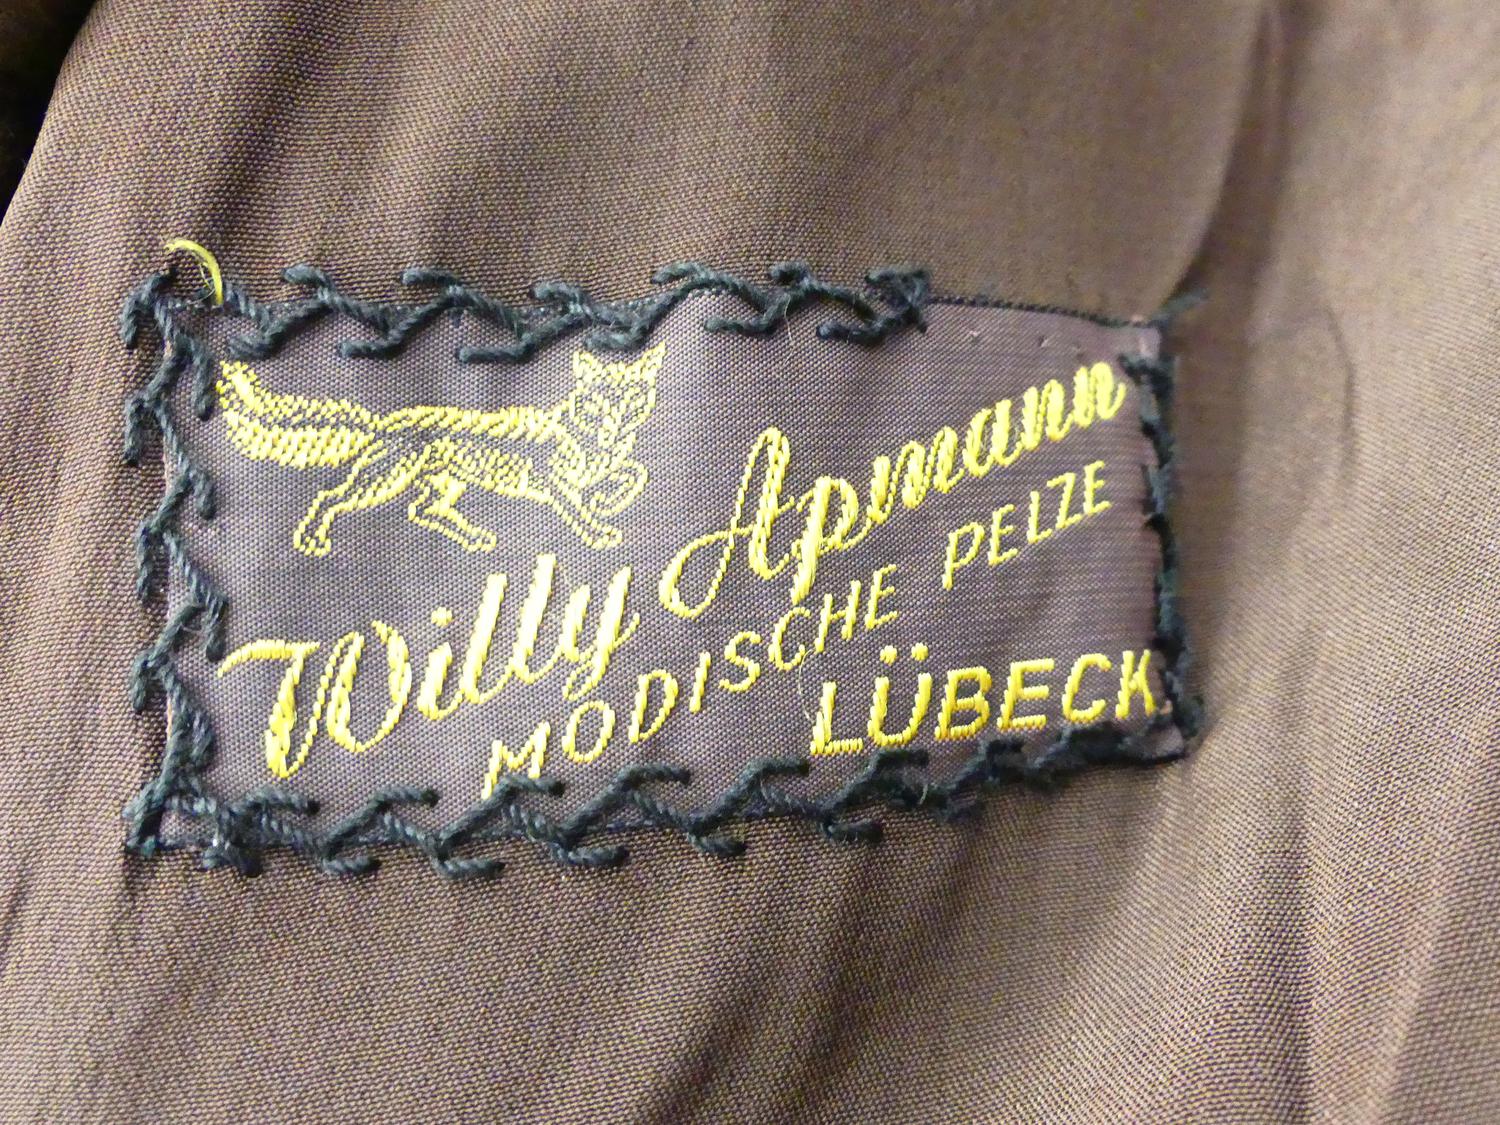 Willy Apmann
MODISCHE PELZE
LÜBECK